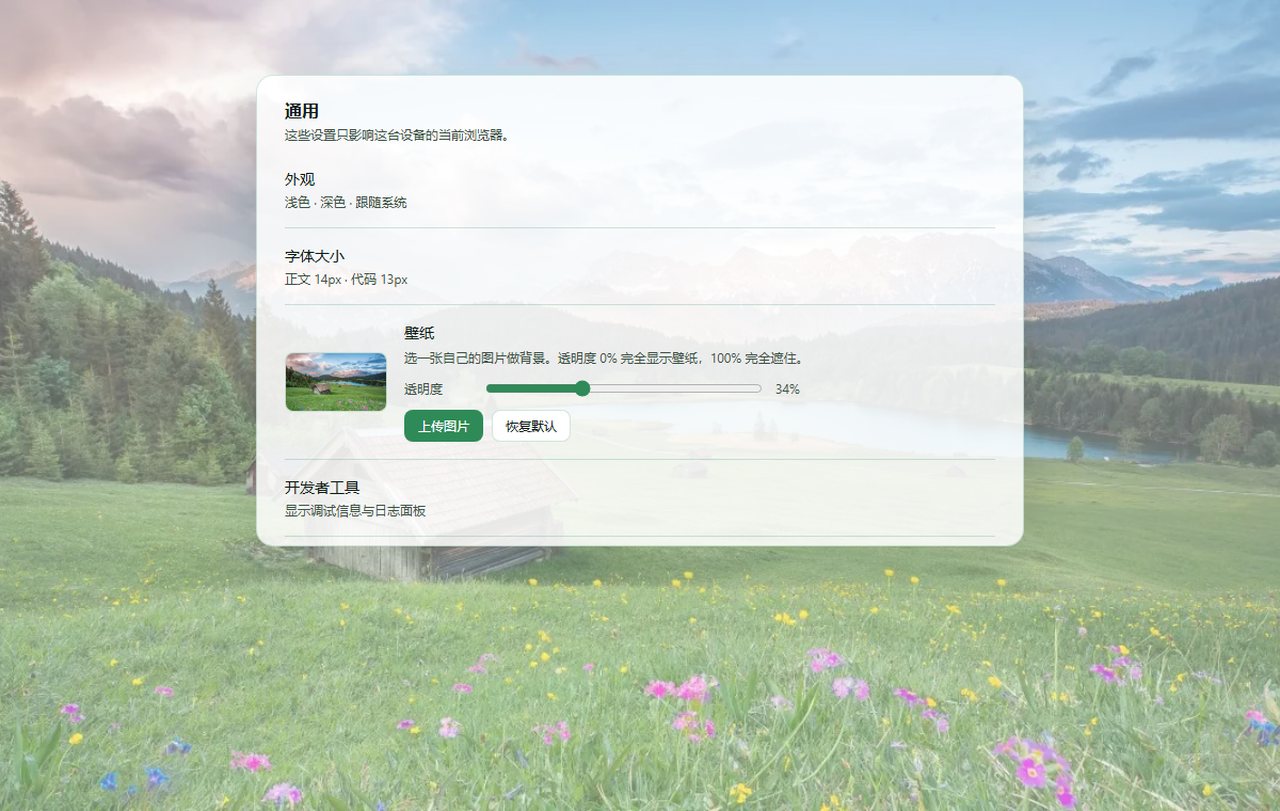 通用
这些设置只影响这台设备的当前浏览器。
外观
浅色 · 深色 · 跟随系统
字体大小
正文 14px · 代码 13px
壁纸
选一张自己的图片做背景。透明度 0% 完全显示壁纸，100% 完全遮住。
透明度 34%
上传图片 恢复默认
开发者工具
显示调试信息与日志面板